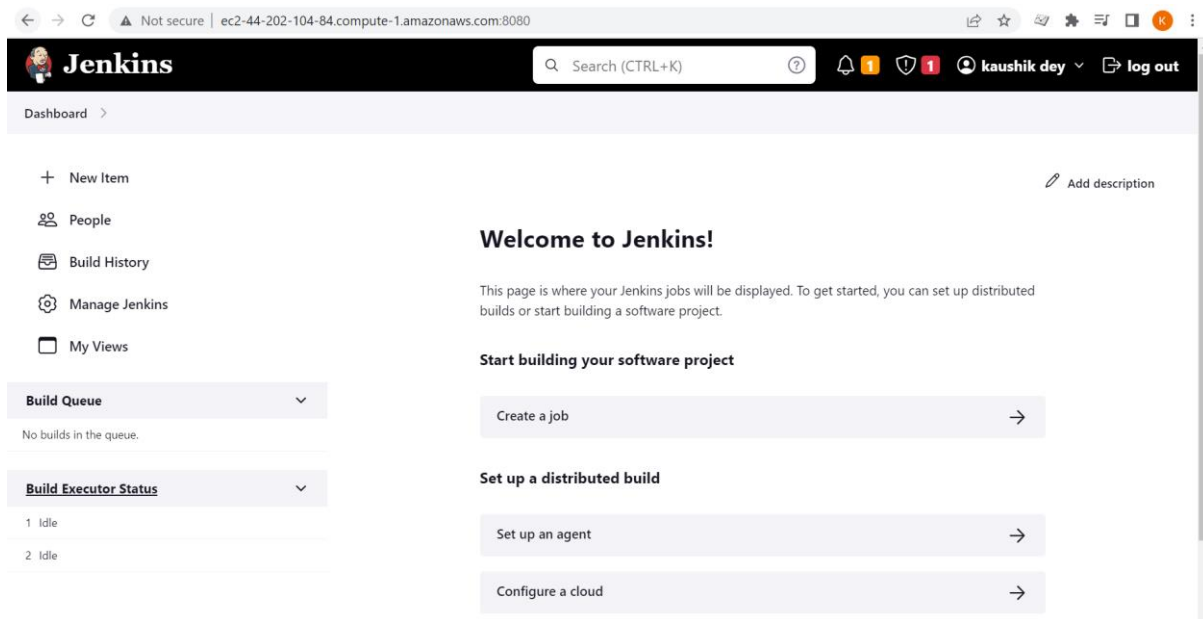 Not secure | ec2-44-202-104-84.compute-1.amazonaws.com:8080
K
Jenkins
Search (CTRL+K)
?
1
1
kaushik dey
log out
Dashboard
New Item
Add description
People
Build History
Manage Jenkins
My Views
Welcome to Jenkins!
This page is where your Jenkins jobs will be displayed. To get started, you can set up distributed
builds or start building a software project.
Start building your software project
Create a job
Build Queue
No builds in the queue.
Build Executor Status
1 Idle
2 Idle
Set up a distributed build
Set up an agent
Configure a cloud